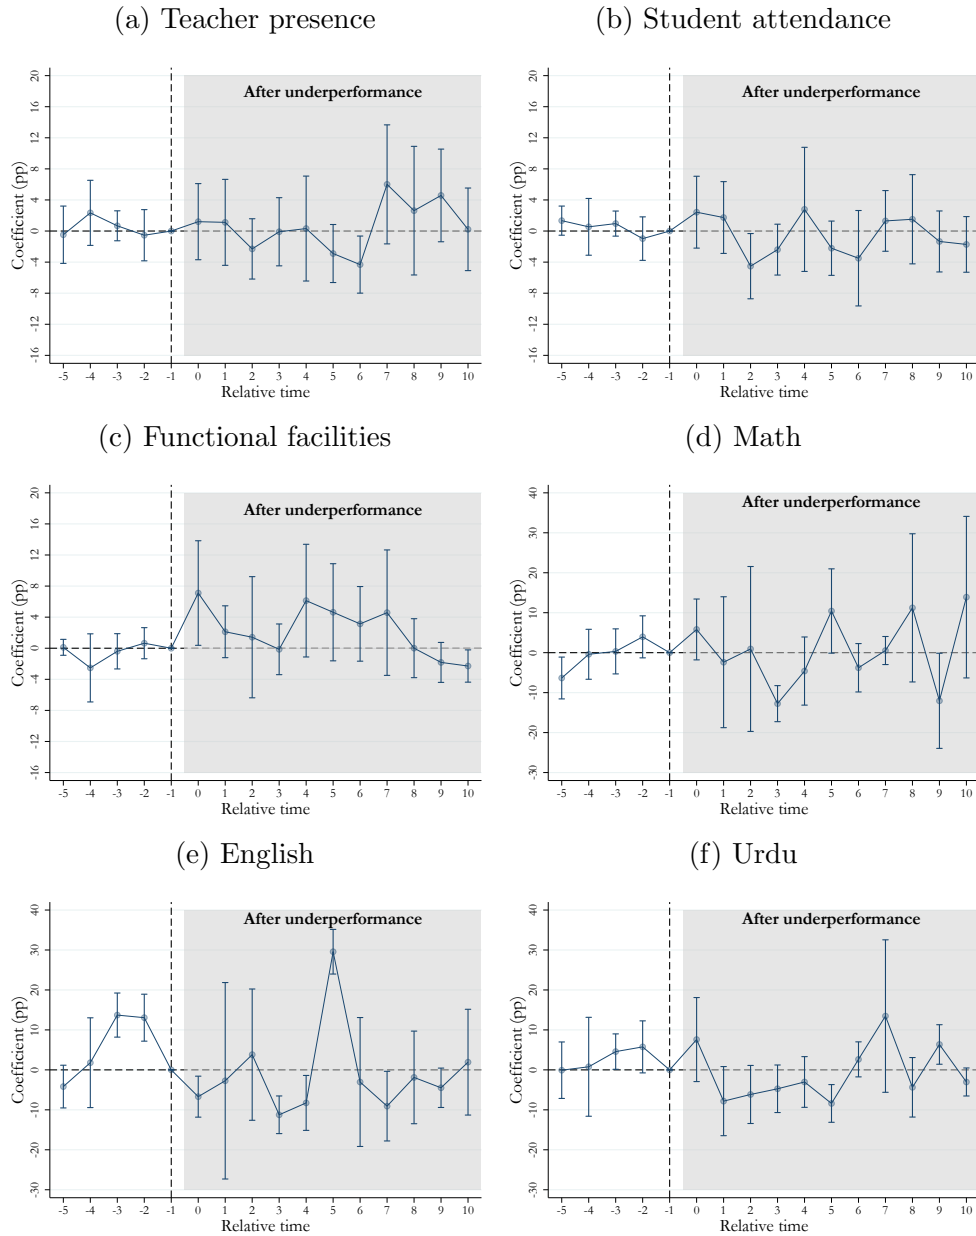 (a) Teacher presence
(b) Student attendance
After underperformance
After underperformance
Coefficient (pp)
Coefficient (pp)
20
16
12
8
4
0
-4
-8
-12
-16
20
16
12
8
4
0
-4
-8
-12
-16
-5 -4 -3 -2 -1 0 1 2 3 4 5 6 7 8 9 10
-5 -4 -3 -2 -1 0 1 2 3 4 5 6 7 8 9 10
Relative time
Relative time
(c) Functional facilities
(d) Math
After underperformance
After underperformance
Coefficient (pp)
Coefficient (pp)
20
16
12
8
4
0
-4
-8
-12
-16
40
30
20
10
0
-10
-20
-30
-5 -4 -3 -2 -1 0 1 2 3 4 5 6 7 8 9 10
-5 -4 -3 -2 -1 0 1 2 3 4 5 6 7 8 9 10
Relative time
Relative time
(e) English
(f) Urdu
After underperformance
After underperformance
Coefficient (pp)
Coefficient (pp)
40
30
20
10
0
-10
-20
-30
40
30
20
10
0
-10
-20
-30
-5 -4 -3 -2 -1 0 1 2 3 4 5 6 7 8 9 10
-5 -4 -3 -2 -1 0 1 2 3 4 5 6 7 8 9 10
Relative time
Relative time